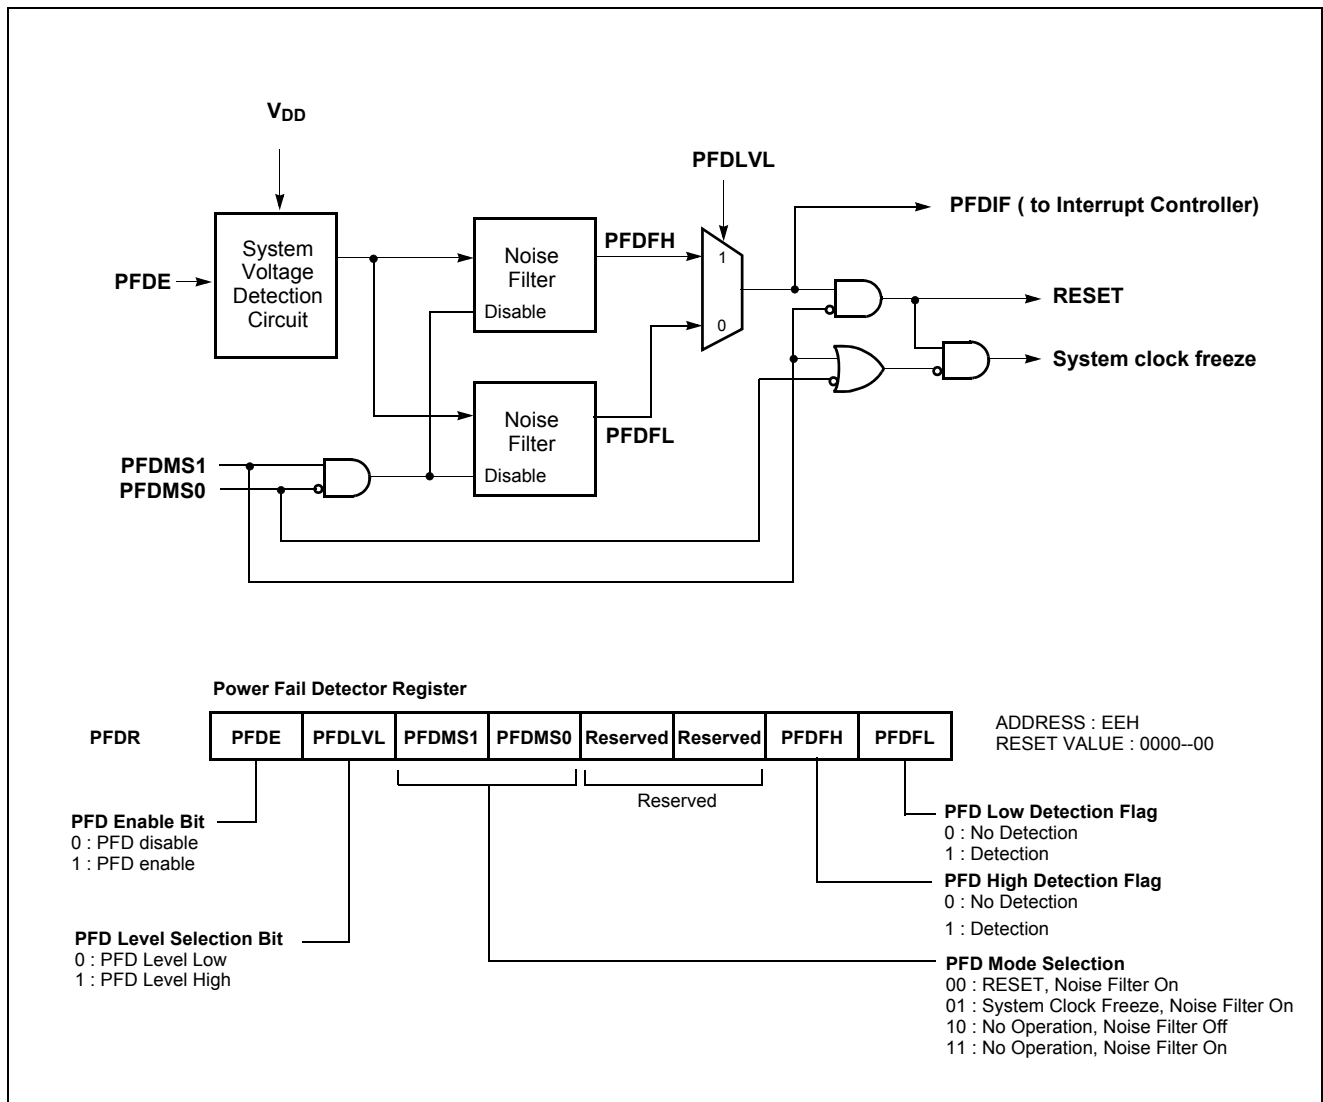 VDD
PFDLVL
PFDIF ( to Interrupt Controller)
System
Voltage
Detection
Circuit
PFDE
Noise
Filter
Disable
PFDFH
1
0
RESET
System clock freeze
Noise
Filter
Disable
PFDFL
PFDMS1
PFDMS0
Power Fail Detector Register
PFDR
PFDE PFDLVL PFDMS1 PFDMS0 Reserved Reserved PFDFH PFDFL
ADDRESS : EEH
RESET VALUE : 0000--00
Reserved
PFD Enable Bit
0 : PFD disable
1 : PFD enable
PFD Level Selection Bit
0 : PFD Level Low
1 : PFD Level High
PFD Low Detection Flag
0 : No Detection
1 : Detection
PFD High Detection Flag
0 : No Detection
1 : Detection
PFD Mode Selection
00 : RESET, Noise Filter On
01 : System Clock Freeze, Noise Filter On
10 : No Operation, Noise Filter Off
11 : No Operation, Noise Filter On